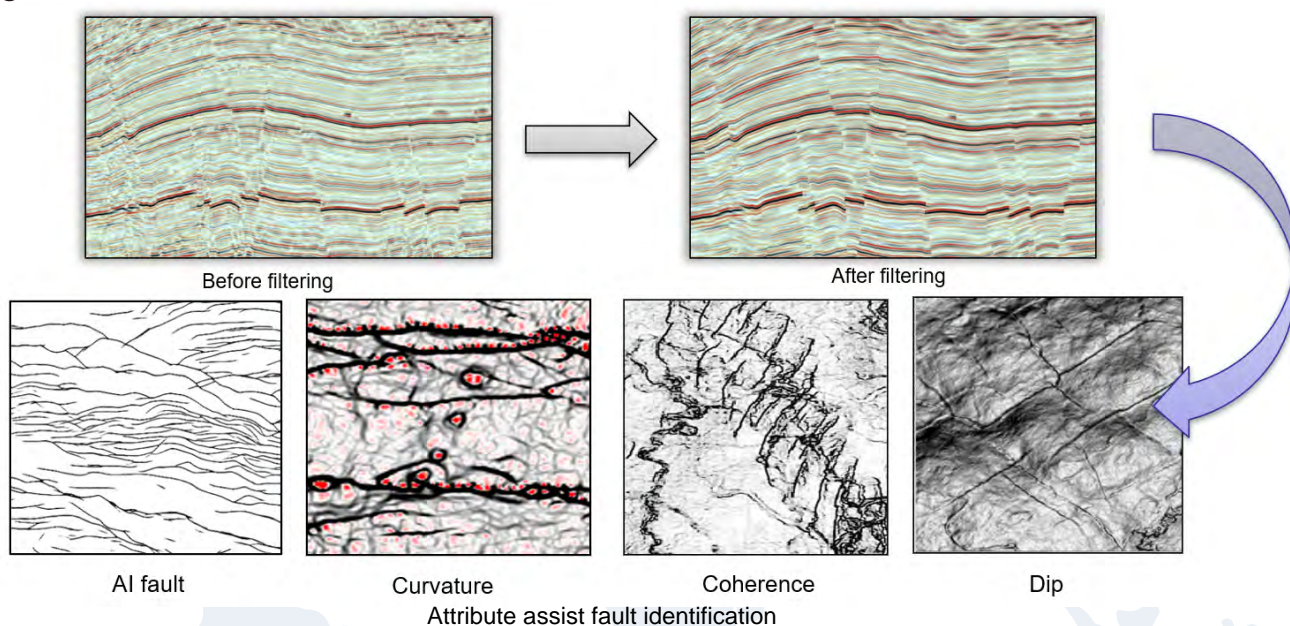 Before filtering
After filtering
AI fault
Curvature
Coherence
Dip
Attribute assist fault identification